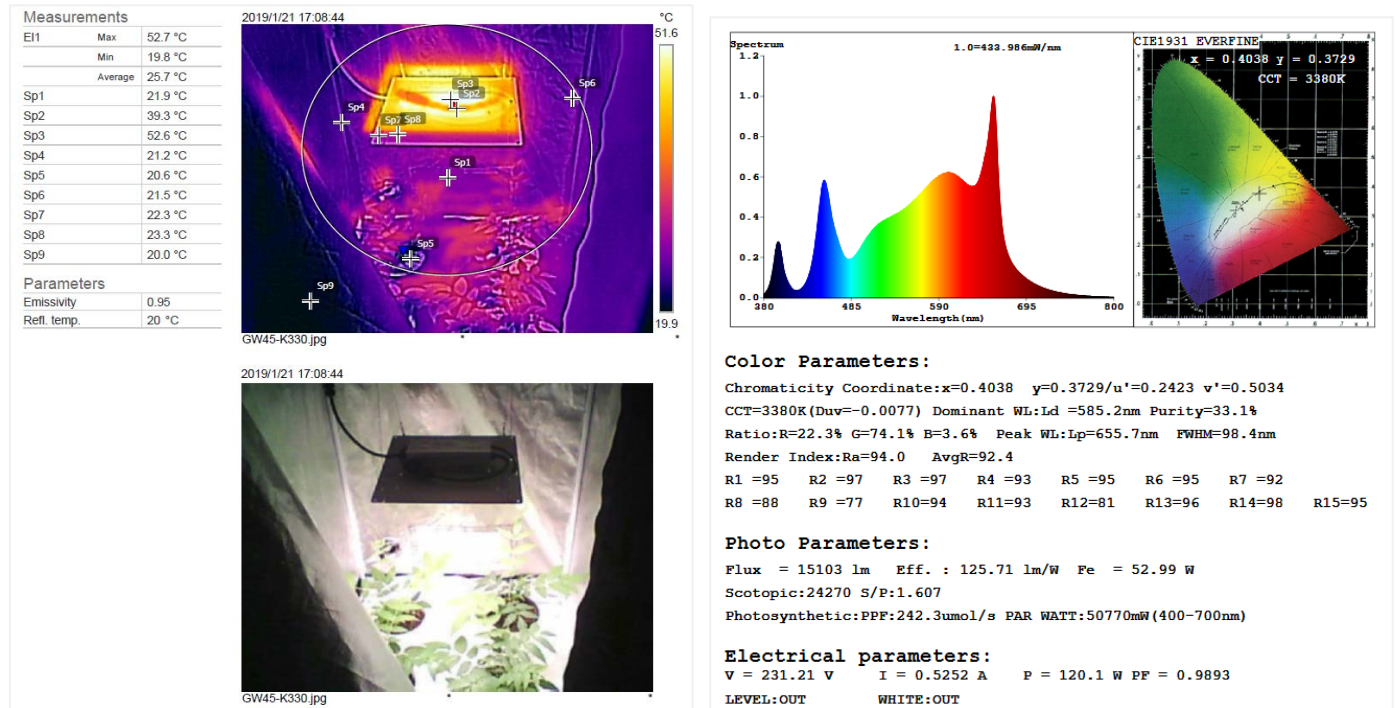 Measurements
El1 Max 52.7 °C
Min 19.8 °C
Average 25.7 °C
Sp1 21.9 °C
Sp2 39.3 °C
Sp3 52.6 °C
Sp4 21.2 °C
Sp5 20.6 °C
Sp6 21.5 °C
Sp7 22.3 °C
Sp8 23.3 °C
Sp9 20.0 °C
Parameters
Emissivity 0.95
Refl. temp. 20 °C
2019/1/21 17:08:44
°C
51.6
Sp3
Sp2
Sp6
Sp4
Sp7 Sp8
Sp1
Sp5
Sp9
19.9
GW45-K330.jpg
2019/1/21 17:08:44
GW45-K330.jpg
Spectrum
1.0=433.986mW/nm
1.2
1.0
0.8
0.6
0.4
0.2
0.0
380 485 590 695 800
Wavelength(nm)
CIE1931 EVERFINE
x = 0.4038 y = 0.3729
CCT = 3380K
Color Parameters:
Chromaticity Coordinate:x=0.4038 y=0.3729/u'=0.2423 v'=0.5034
CCT=3380K(Duv=-0.0077) Dominant WL:Ld =585.2nm Purity=33.1%
Ratio:R=22.3% G=74.1% B=3.6% Peak WL:Lp=655.7nm FWHM=98.4nm
Render Index:Ra=94.0 AvgR=92.4
R1 =95 R2 =97 R3 =97 R4 =93 R5 =95 R6 =95 R7 =92
R8 =88 R9 =77 R10=94 R11=93 R12=81 R13=96 R14=98 R15=95
Photo Parameters:
Flux = 15103 lm Eff. : 125.71 lm/W Fe = 52.99 W
Scotopic:24270 S/P:1.607
Photosynthetic:PPF:242.3umol/s PAR WATT:50770mW(400-700nm)
Electrical parameters:
V = 231.21 V I = 0.5252 A P = 120.1 W PF = 0.9893
LEVEL:OUT WHITE:OUT